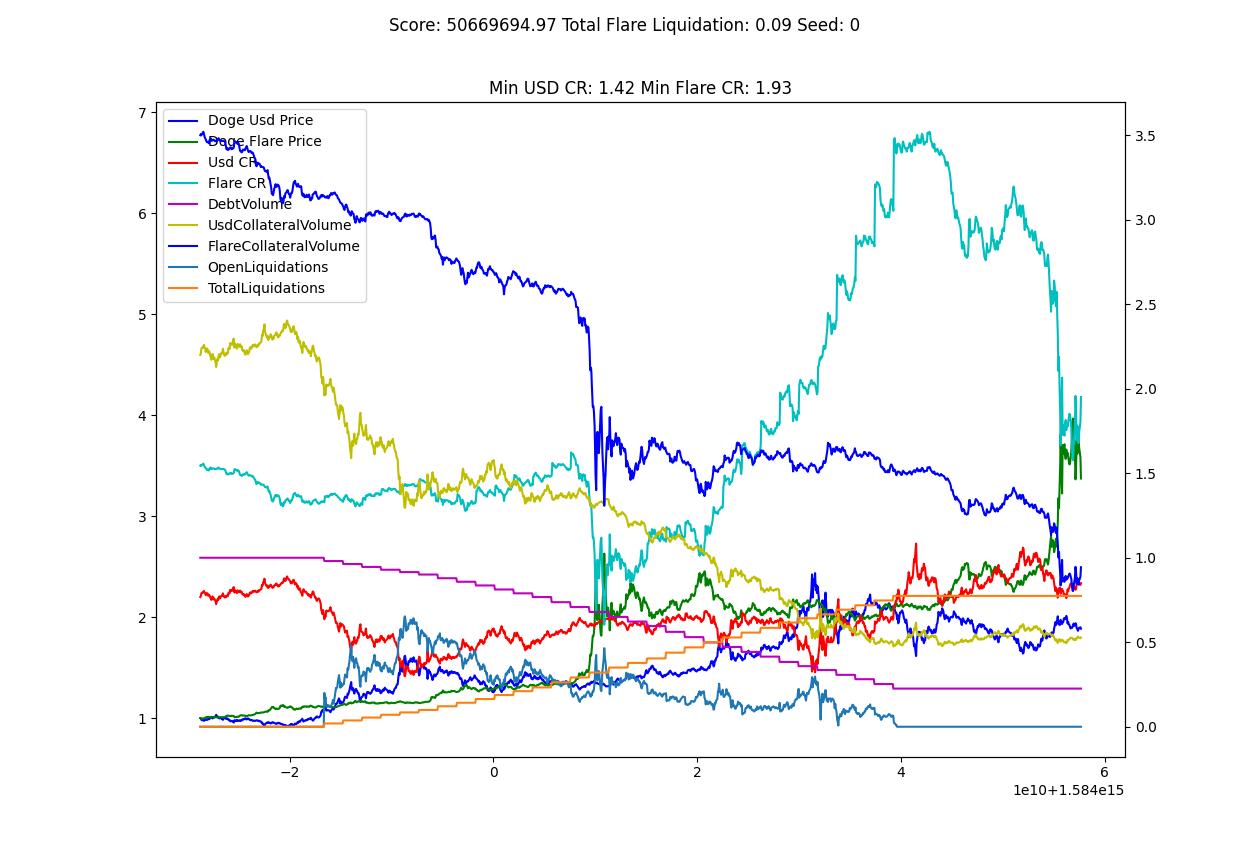 Score: 50669694.97 Total Flare Liquidation: 0.09 Seed: 0
Min USD CR: 1.42 Min Flare CR: 1.93
Doge Usd Price
Doge Flare Price
Usd CR
Flare CR
DebtVolume
UsdCollateralVolume
FlareCollateralVolume
OpenLiquidations
TotalLiquidations
7
6
5
4
3
2
1
3.5
3.0
2.5
2.0
1.5
1.0
0.5
0.0
−2
0
2
4
6
1e10+1.584e15